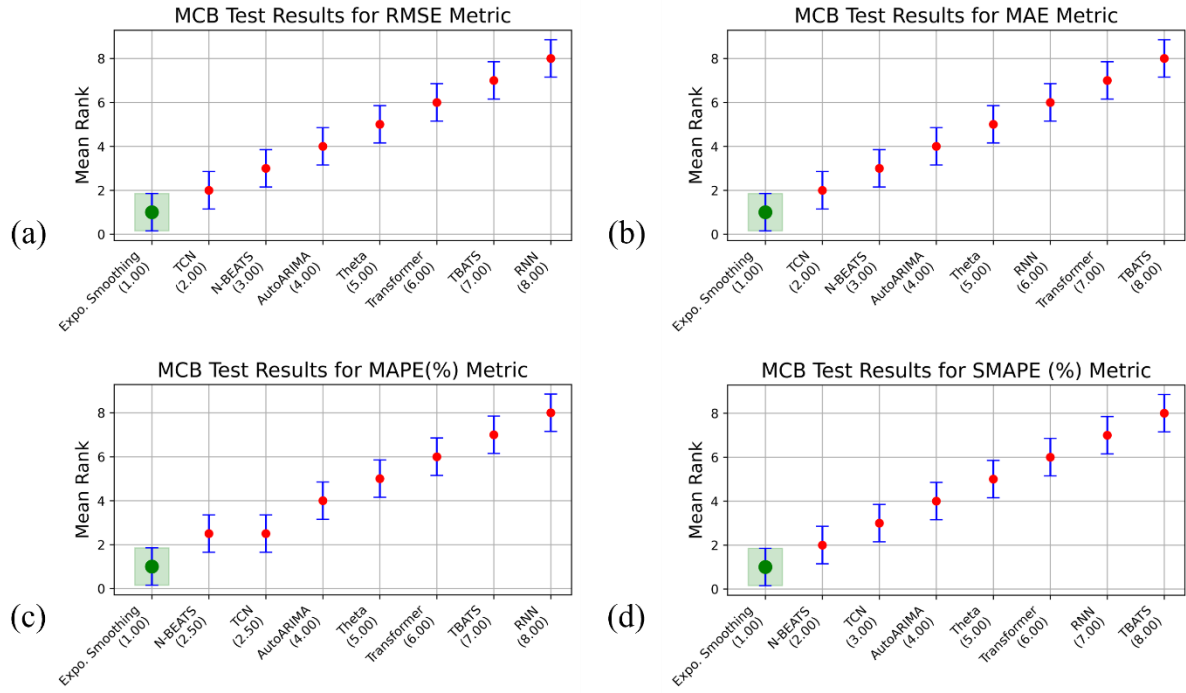 MCB Test Results for RMSE Metric
Mean Rank
8
6
4
2
0
(a)
Expo. Smoothing
(1.00)
TCN
(2.00)
N-BEATS
(3.00)
AutoARIMA
(4.00)
Theta
(5.00)
Transformer
(6.00)
TBATS
(7.00)
RNN
(8.00)
MCB Test Results for MAE Metric
Mean Rank
8
6
4
2
0
(b)
Expo. Smoothing
(1.00)
TCN
(2.00)
N-BEATS
(3.00)
AutoARIMA
(4.00)
Theta
(5.00)
RNN
(6.00)
Transformer
(7.00)
TBATS
(8.00)
MCB Test Results for MAPE(%) Metric
Mean Rank
8
6
4
2
0
(c)
Expo. Smoothing
(1.00)
N-BEATS
(2.50)
TCN
(2.50)
AutoARIMA
(4.00)
Theta
(5.00)
Transformer
(6.00)
TBATS
(7.00)
RNN
(8.00)
MCB Test Results for SMAPE (%) Metric
Mean Rank
8
6
4
2
0
(d)
Expo. Smoothing
(1.00)
N-BEATS
(2.00)
TCN
(3.00)
AutoARIMA
(4.00)
Theta
(5.00)
Transformer
(6.00)
RNN
(7.00)
TBATS
(8.00)